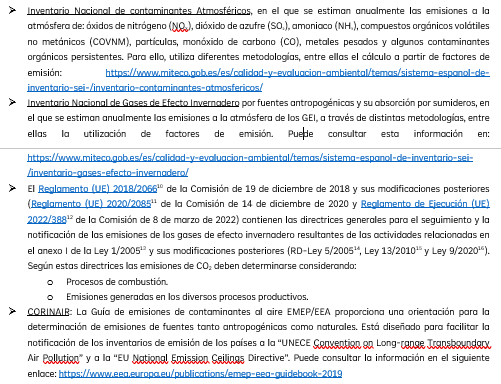 ➢ Inventario Nacional de contaminantes Atmosféricos, en el que se estiman anualmente las emisiones a la
atmósfera de: óxidos de nitrógeno (NOx), dióxido de azufre (SO₂), amoniaco (NH₃), compuestos orgánicos volátiles
no metánicos (COVNM), partículas, monóxido de carbono (CO), metales pesados y algunos contaminantes
orgánicos persistentes. Para ello, utiliza diferentes metodologías, entre ellas el cálculo a partir de factores de
emisión: https://www.miteco.gob.es/es/calidad-y-evaluacion-ambiental/temas/sistema-espanol-de-
inventario-sei-/inventario-contaminantes-atmosfericos/
➢ Inventario Nacional de Gases de Efecto Invernadero por fuentes antropogénicas y su absorción por sumideros, en
el que se estiman anualmente las emisiones a la atmósfera de los GEI, a través de distintas metodologías, entre
ellas la utilización de factores de emisión. Puede consultar esta información en:
https://www.miteco.gob.es/es/calidad-y-evaluacion-ambiental/temas/sistema-espanol-de-inventario-sei-
/inventario-gases-efecto-invernadero/
➢ El Reglamento (UE) 2018/2066¹⁰ de la Comisión de 19 de diciembre de 2018 y sus modificaciones posteriores
(Reglamento (UE) 2020/2085¹¹ de la Comisión de 14 de diciembre de 2020 y Reglamento de Ejecución (UE)
2022/388¹² de la Comisión de 8 de marzo de 2022) contienen las directrices generales para el seguimiento y la
notificación de las emisiones de los gases de efecto invernadero resultantes de las actividades relacionadas en
el anexo I de la Ley 1/2005¹³ y sus modificaciones posteriores (RD-Ley 5/2005¹⁴, Ley 13/2010¹⁵ y Ley 9/2020¹⁶).
Según estas directrices las emisiones de CO₂ deben determinarse considerando:
o Procesos de combustión.
o Emisiones generadas en los diversos procesos productivos.
➢ CORINAIR: La Guía de emisiones de contaminantes al aire EMEP/EEA proporciona una orientación para la
determinación de emisiones de fuentes tanto antropogénicas como naturales. Está diseñado para facilitar la
notificación de los inventarios de emisión de los países a la "UNECE Convention on Long-range Transboundary
Air Pollution" y a la "EU National Emission Ceilings Directive". Puede consultar la información en el siguiente
enlace: https://www.eea.europa.eu/publications/emep-eea-guidebook-2019